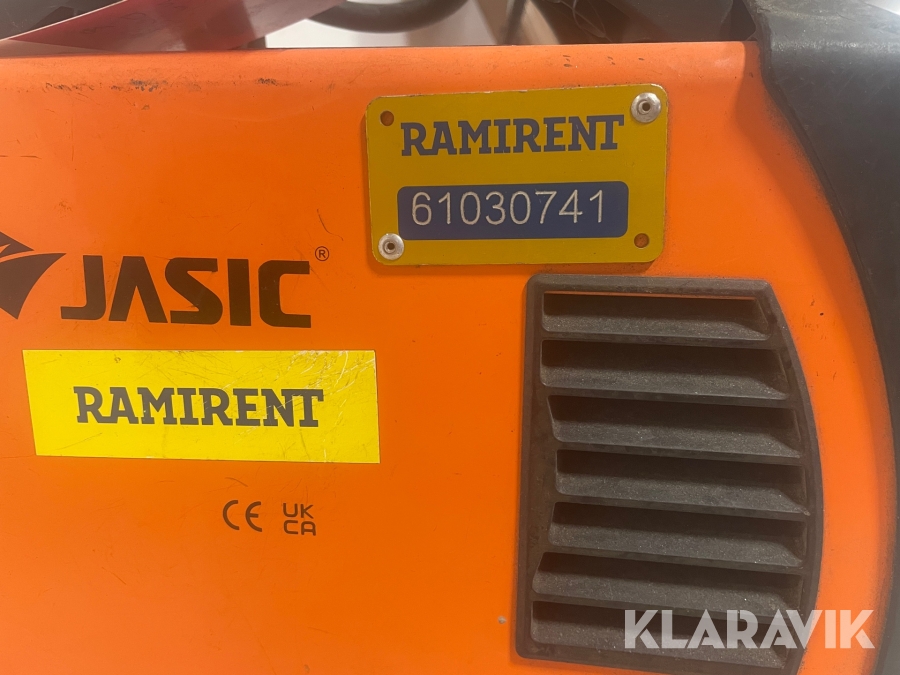 RAMIRENT
61030741
JASIC®
RAMIRENT
CE UK
CA
KLARAVIK